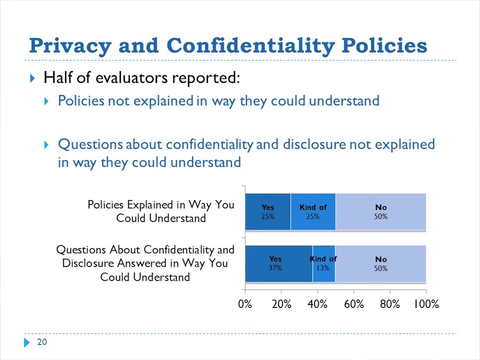 Privacy and Confidentiality Policies
Half of evaluators reported:
Policies not explained in way they could understand
Questions about confidentiality and disclosure not explained
in way they could understand
Policies Explained in Way You
Could Understand
Yes
25%
Kind of
25%
No
50%
Questions About Confidentiality and
Disclosure Answered in Way You
Could Understand
Yes
37%
Kind of
13%
No
50%
0% 20% 40% 60% 80% 100%
20